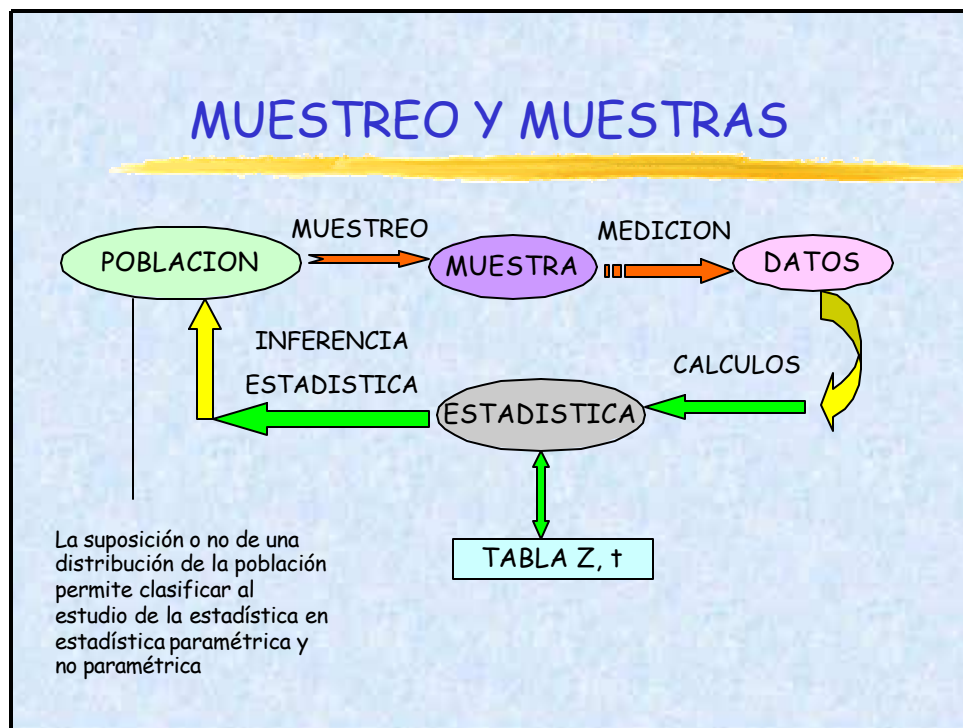 MUESTREO Y MUESTRAS
MUESTREO
MEDICION
POBLACION
MUESTRA
DATOS
INFERENCIA
ESTADISTICA
CALCULOS
ESTADISTICA
TABLA Z, t
La suposición o no de una
distribución de la población
permite clasificar al
estudio de la estadística en
estadística paramétrica y
no paramétrica